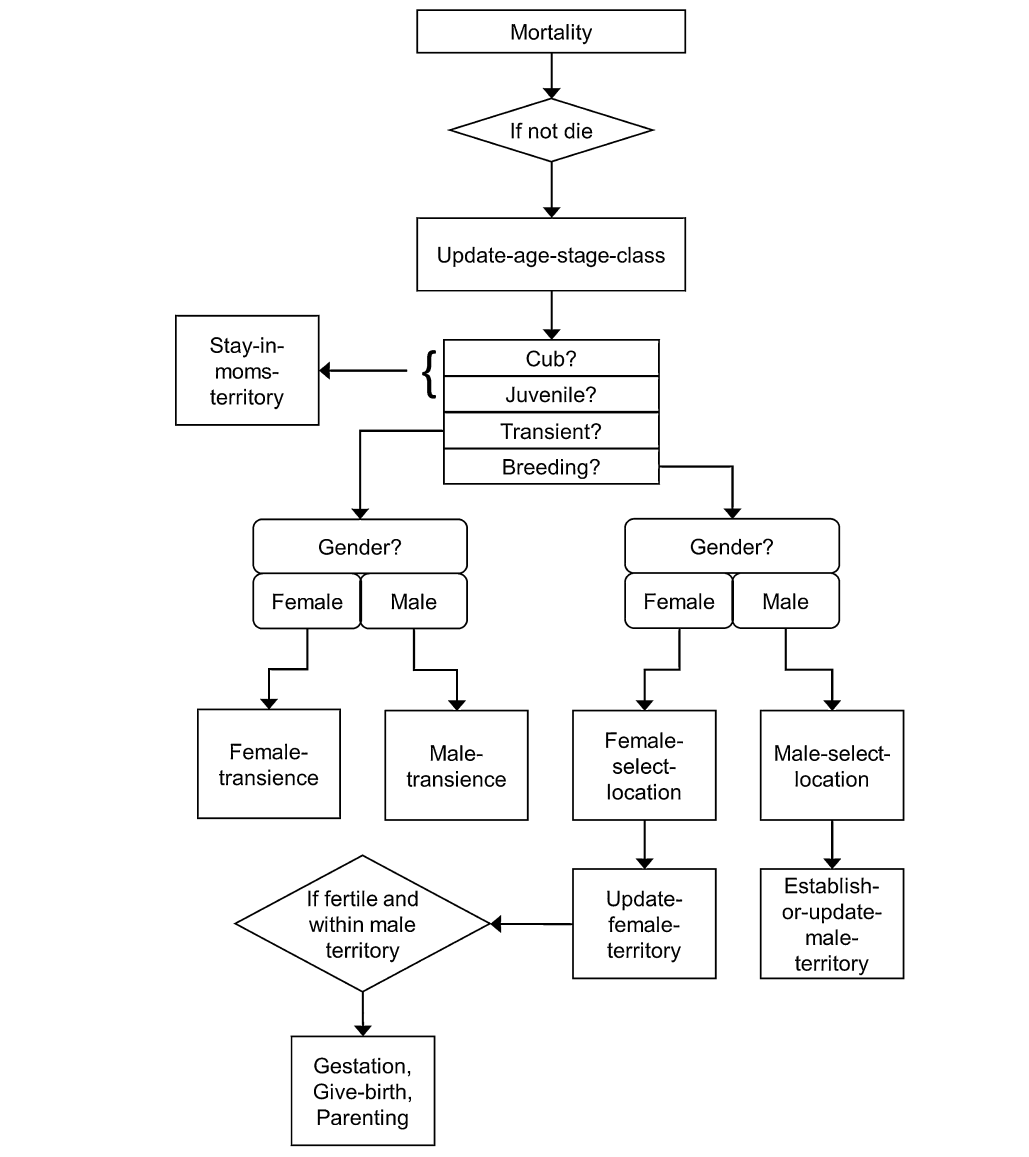 Mortality
If not die
Update-age-stage-class
Stay-in-
moms-
territory
{
Cub?
Juvenile?
Transient?
Breeding?
Gender?
Female
Male
Gender?
Female
Male
Female-
transience
Male-
transience
Female-
select-
location
Male-select-
location
If fertile and
within male
territory
Update-
female-
territory
Establish-
or-update-
male-
territory
Gestation,
Give-birth,
Parenting